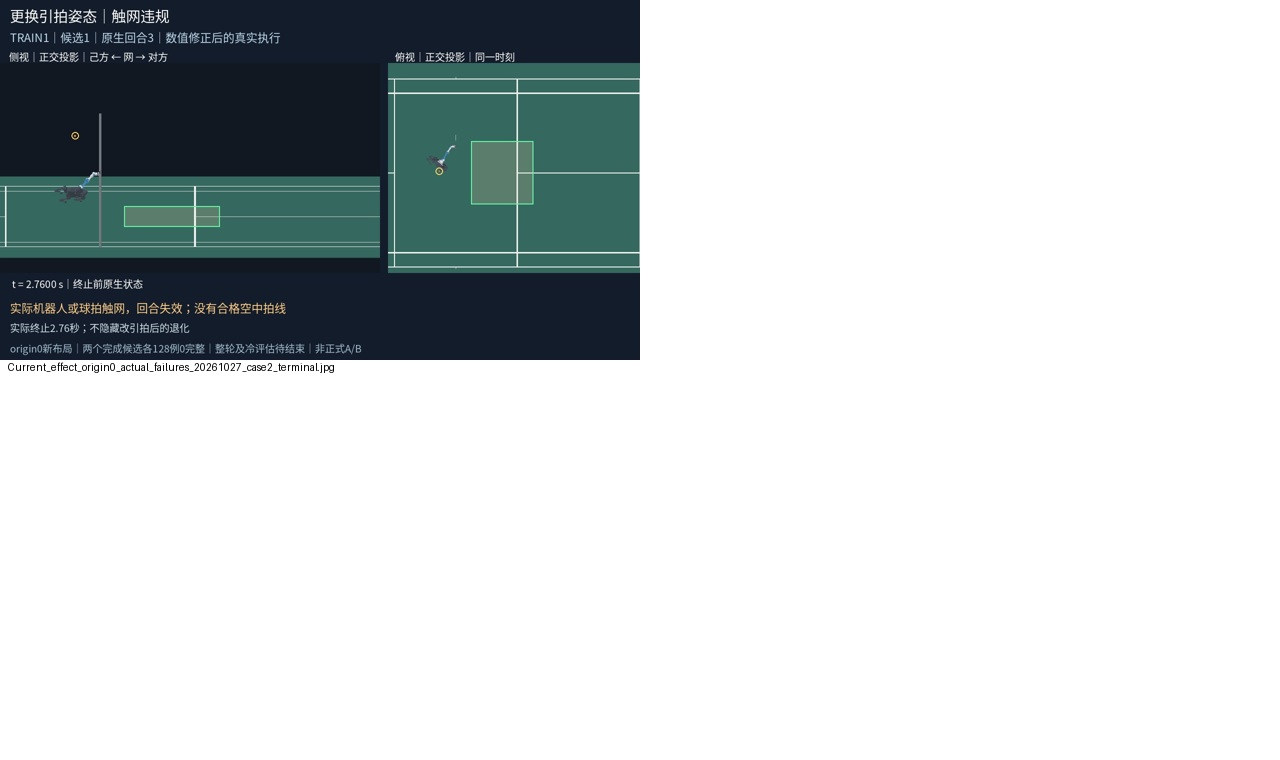 更换引拍姿态｜触网违规
TRAIN1｜候选1｜原生回合3｜数值修正后的真实执行
侧视｜正交投影｜己方 ← 网 → 对方
俯视｜正交投影｜同一时刻
t = 2.7600 s｜终止前原生状态
实际机器人或球拍触网，回合失效；没有合格空中拍线
实际终止2.76秒；不隐藏改引拍后的退化
origin0新布局｜两个完成候选各128例0完整｜整轮及冷评估待结束｜非正式A/B
Current_effect_origin0_actual_failures_20261027_case2_terminal.jpg